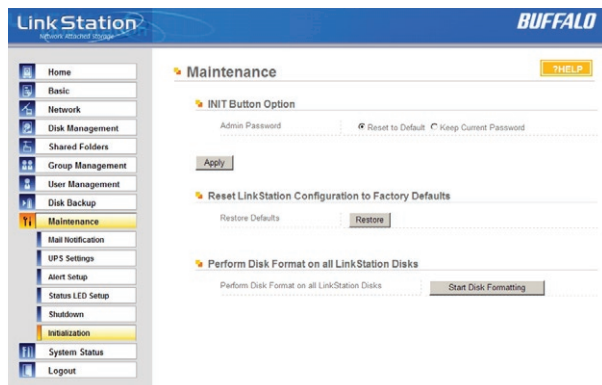 LinkStation
network attached storage
BUFFALO
Home
Basic
Network
Disk Management
Shared Folders
Group Management
User Management
Disk Backup
Maintenance
Mail Notification
UPS Settings
Alert Setup
Status LED Setup
Shutdown
Initialization
System Status
Logout
Maintenance
?HELP
INIT Button Option
Admin Password
Reset to Default
Keep Current Password
Apply
Reset LinkStation Configuration to Factory Defaults
Restore Defaults
Restore
Perform Disk Format on all LinkStation Disks
Perform Disk Format on all LinkStation Disks
Start Disk Formatting